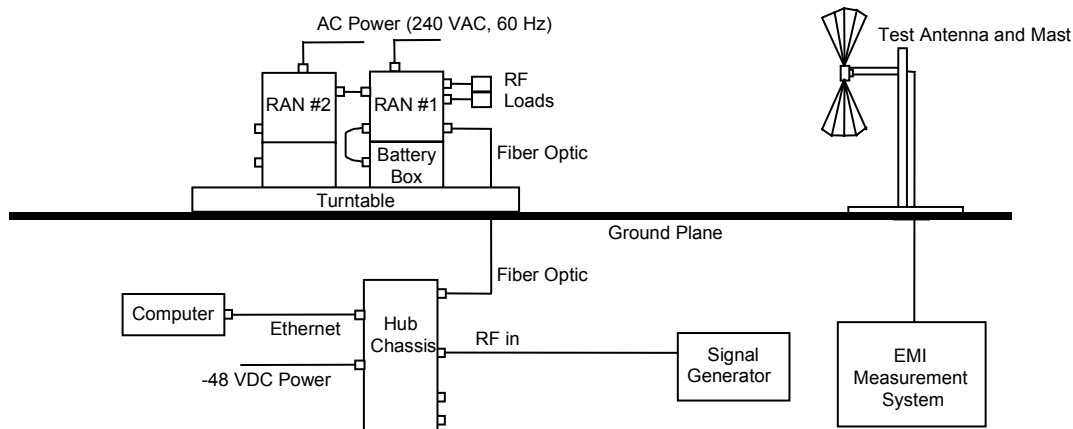 AC Power (240 VAC, 60 Hz)
Test Antenna and Mast
RAN #2
RAN #1
RF
Loads
Fiber Optic
Battery
Box
Turntable
Ground Plane
Fiber Optic
Computer
Ethernet
Hub
Chassis
RF in
-48 VDC Power
Signal
Generator
EMI
Measurement
System